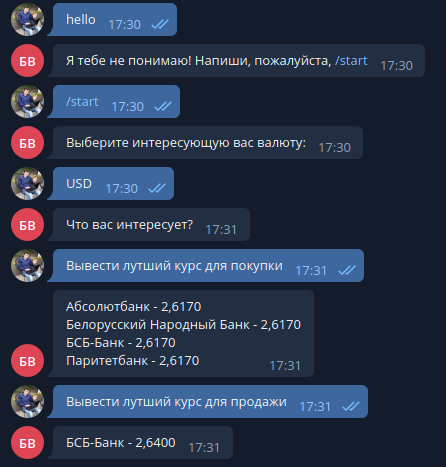 hello 17:30
БВ Я тебе не понимаю! Напиши, пожалуйста, /start 17:30
/start 17:30
БВ Выберите интересующую вас валюту: 17:30
USD 17:30
БВ Что вас интересует? 17:31
Вывести лутший курс для покупки 17:31
Абсолютбанк - 2,6170
Белорусский Народный Банк - 2,6170
БСБ-Банк - 2,6170
БВ Паритетбанк - 2,6170 17:31
Вывести лутший курс для продажи 17:31
БВ БСБ-Банк - 2,6400 17:31